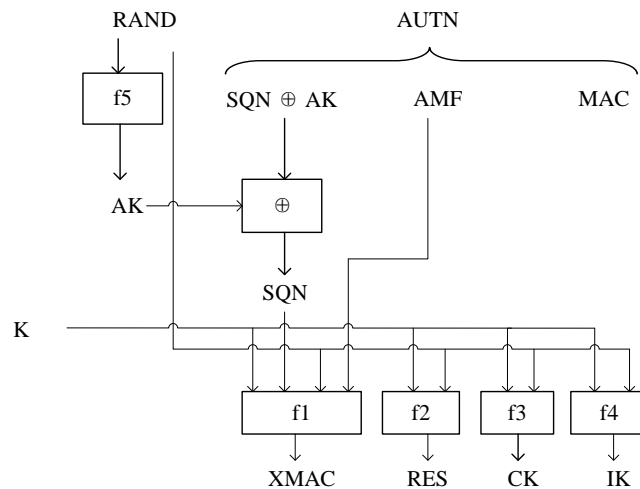 RAND AUTN
f5
SQN ⊕ AK AMF MAC
AK ⊕
SQN
K
f1 f2 f3 f4
XMAC RES CK IK